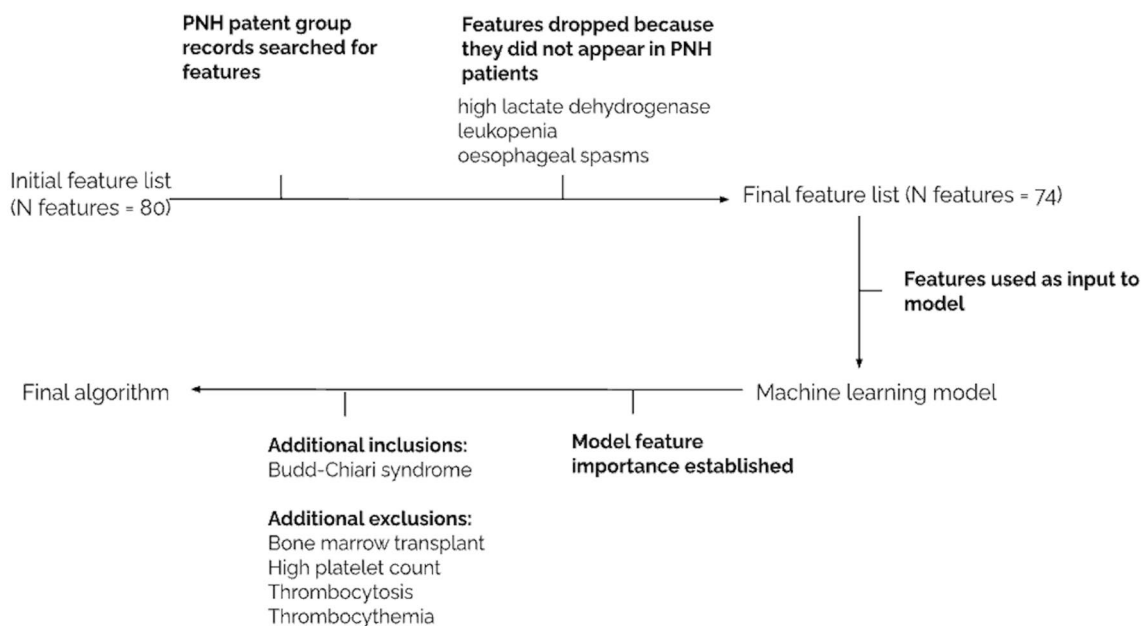 PNH patent group
records searched for
features
Features dropped because
they did not appear in PNH
patients
high lactate dehydrogenase
leukopenia
oesophageal spasms
Initial feature list
(N features = 80)
Final feature list (N features = 74)
Features used as input to
model
Machine learning model
Final algorithm
Model feature
importance established
Additional inclusions:
Budd-Chiari syndrome
Additional exclusions:
Bone marrow transplant
High platelet count
Thrombocytosis
Thrombocythemia